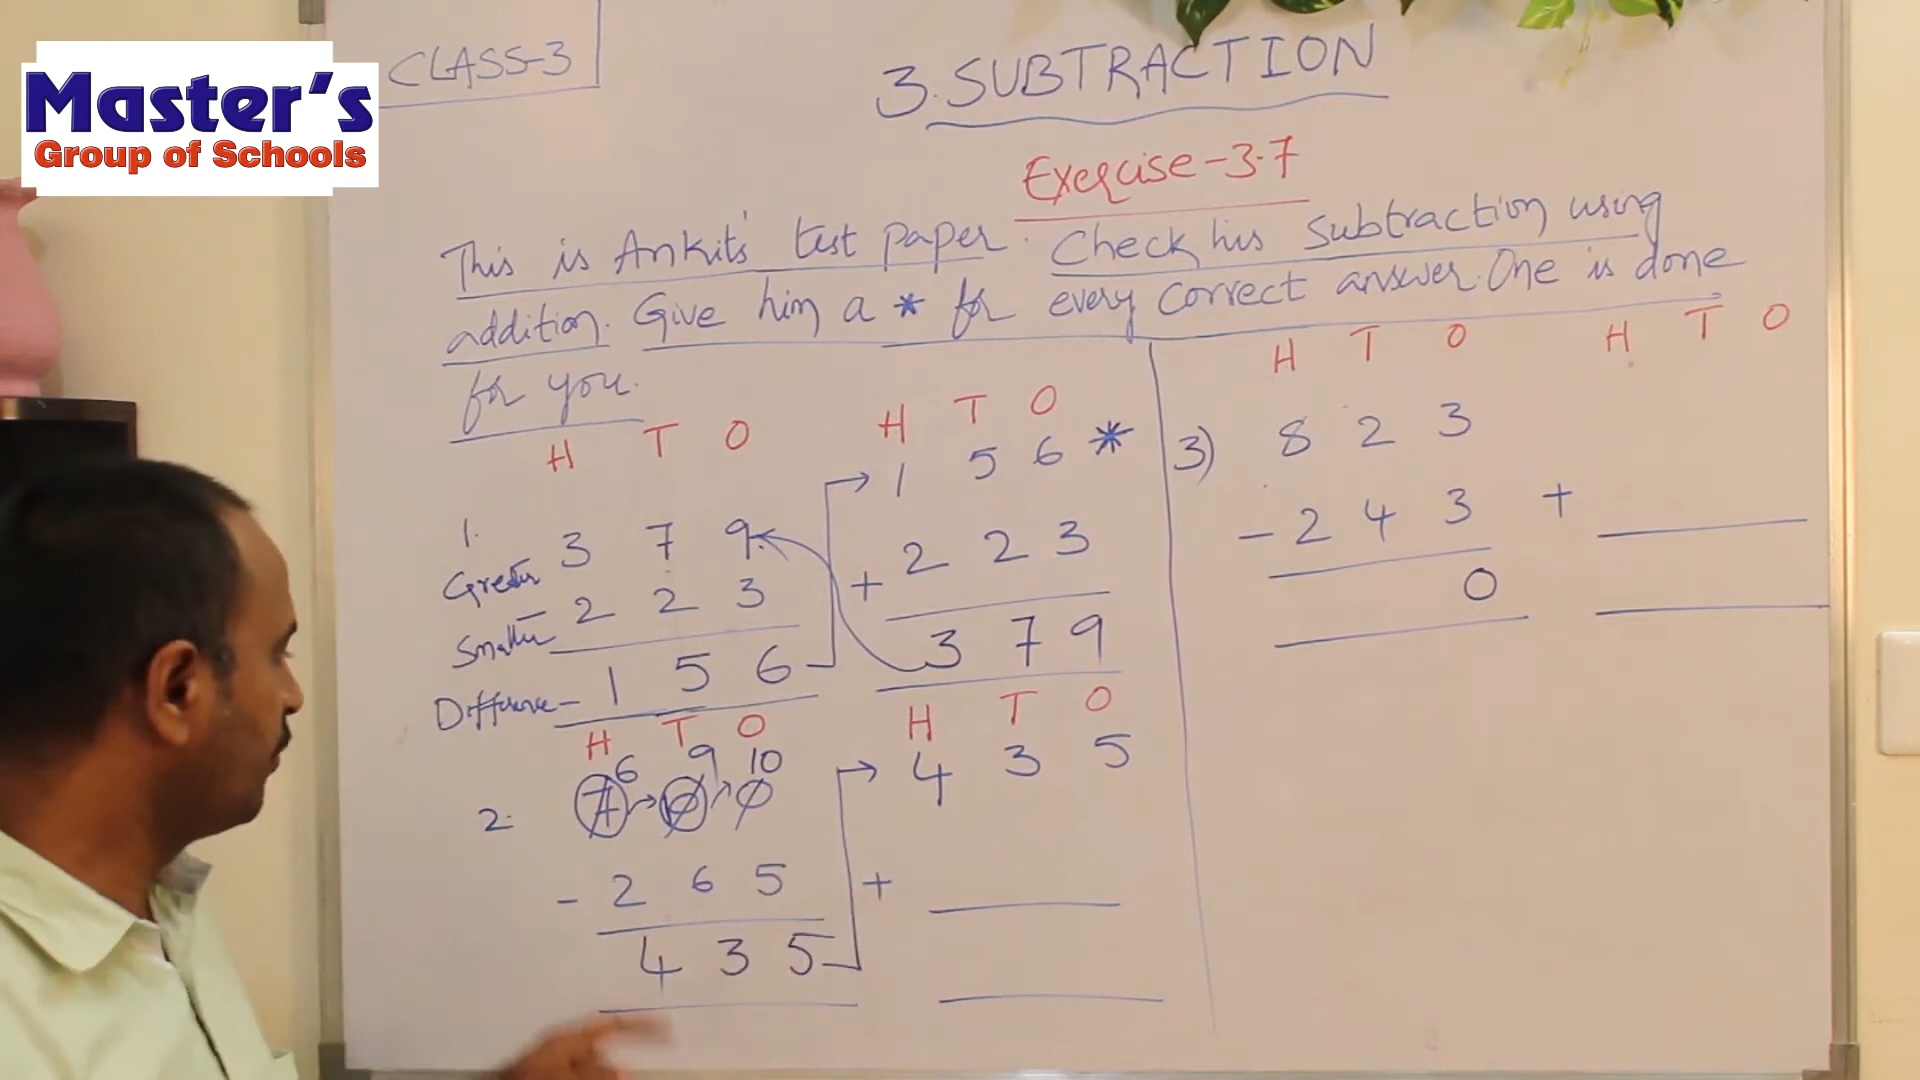 Master's
Group of Schools
CLASS-3
3. SUBTRACTION
Exercise-3.7
This is Ankit's test paper. Check his subtraction using
addition. Give him a * for every correct answer. One is done
for you.
H T O
1.
Greater 3 7 9
Smaller - 2 2 3
Difference - 1 5 6
H T O
1 5 6 *
+ 2 2 3
3 7 9
H T O
6 9 10
2. 7 10 0
- 2 6 5
4 3 5
H T O
4 3 5
+
H T O
3) 8 2 3
- 2 4 3
0
H T O
+